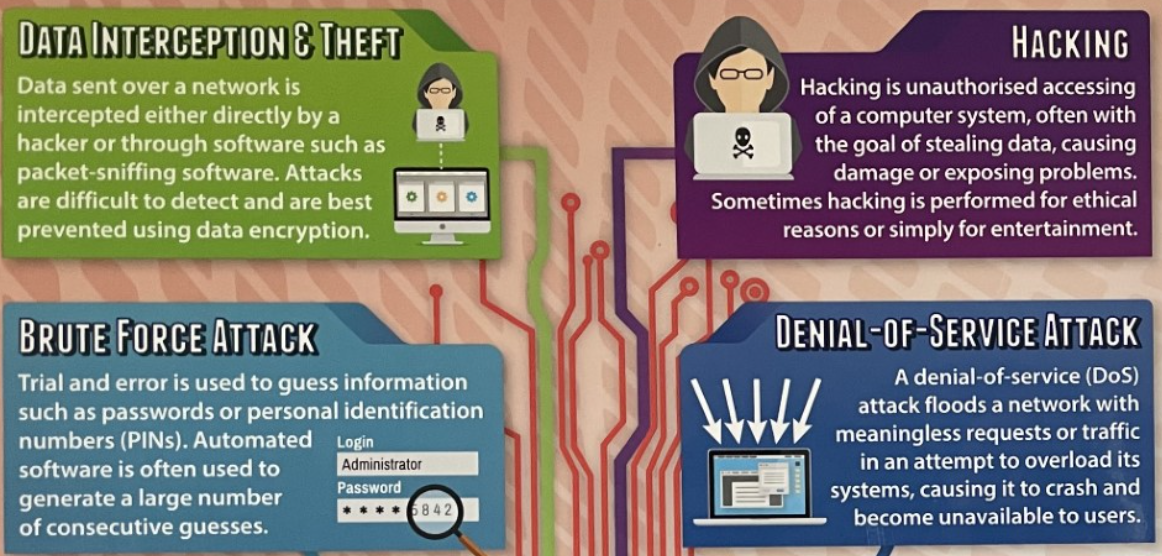 DATA INTERCEPTION & THEFT
Data sent over a network is
intercepted either directly by a
hacker or through software such as
packet-sniffing software. Attacks
are difficult to detect and are best
prevented using data encryption.
HACKING
Hacking is unauthorised accessing
of a computer system, often with
the goal of stealing data, causing
damage or exposing problems.
Sometimes hacking is performed for ethical
reasons or simply for entertainment.
BRUTE FORCE ATTACK
Trial and error is used to guess information
such as passwords or personal identification
numbers (PINs). Automated
software is often used to
generate a large number
of consecutive guesses.
Login
Administrator
Password
* * * * 5842
DENIAL-OF-SERVICE ATTACK
A denial-of-service (DoS)
attack floods a network with
meaningless requests or traffic
in an attempt to overload its
systems, causing it to crash and
become unavailable to users.